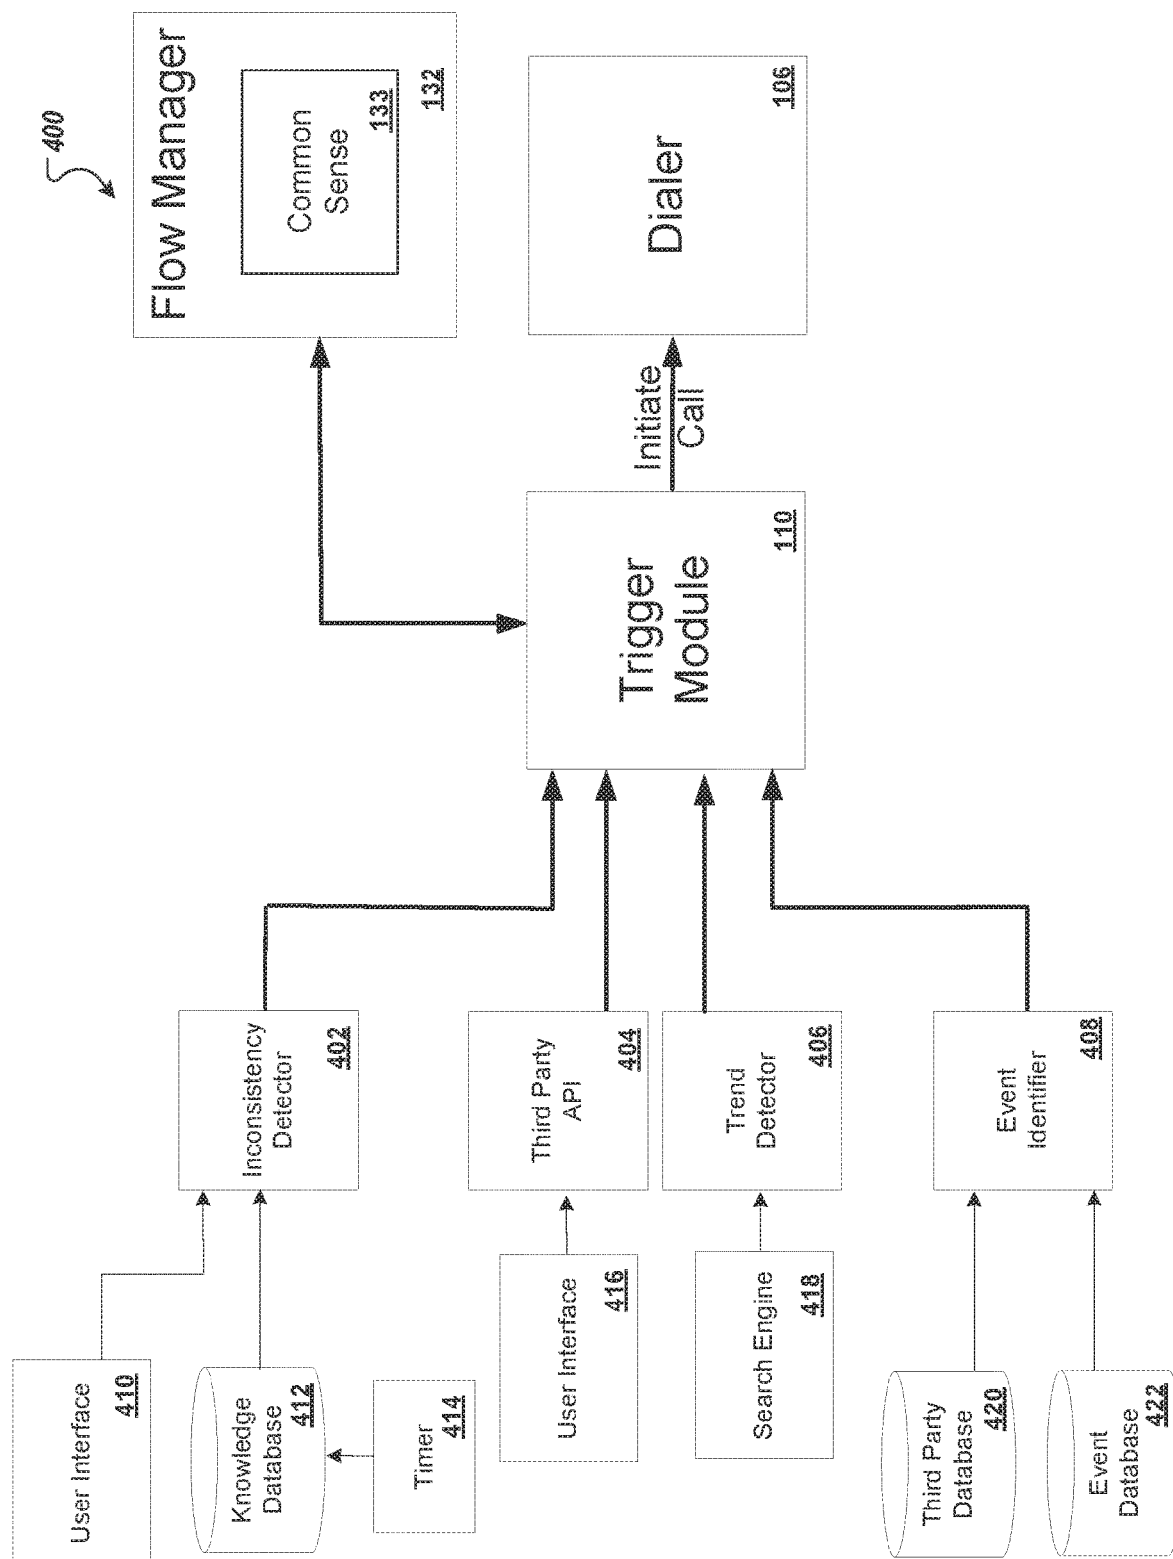 400
User Interface
410
Knowledge
Database
412
Timer
414
Inconsistency
Detector
402
Flow Manager
Common
Sense
133
132
User Interface
416
Third Party
API
404
Trigger
Module
110
Initiate
Call
Dialer
106
Search Engine
418
Trend
Detector
406
Third Party
Database
420
Event
Database
422
Event
Identifier
408